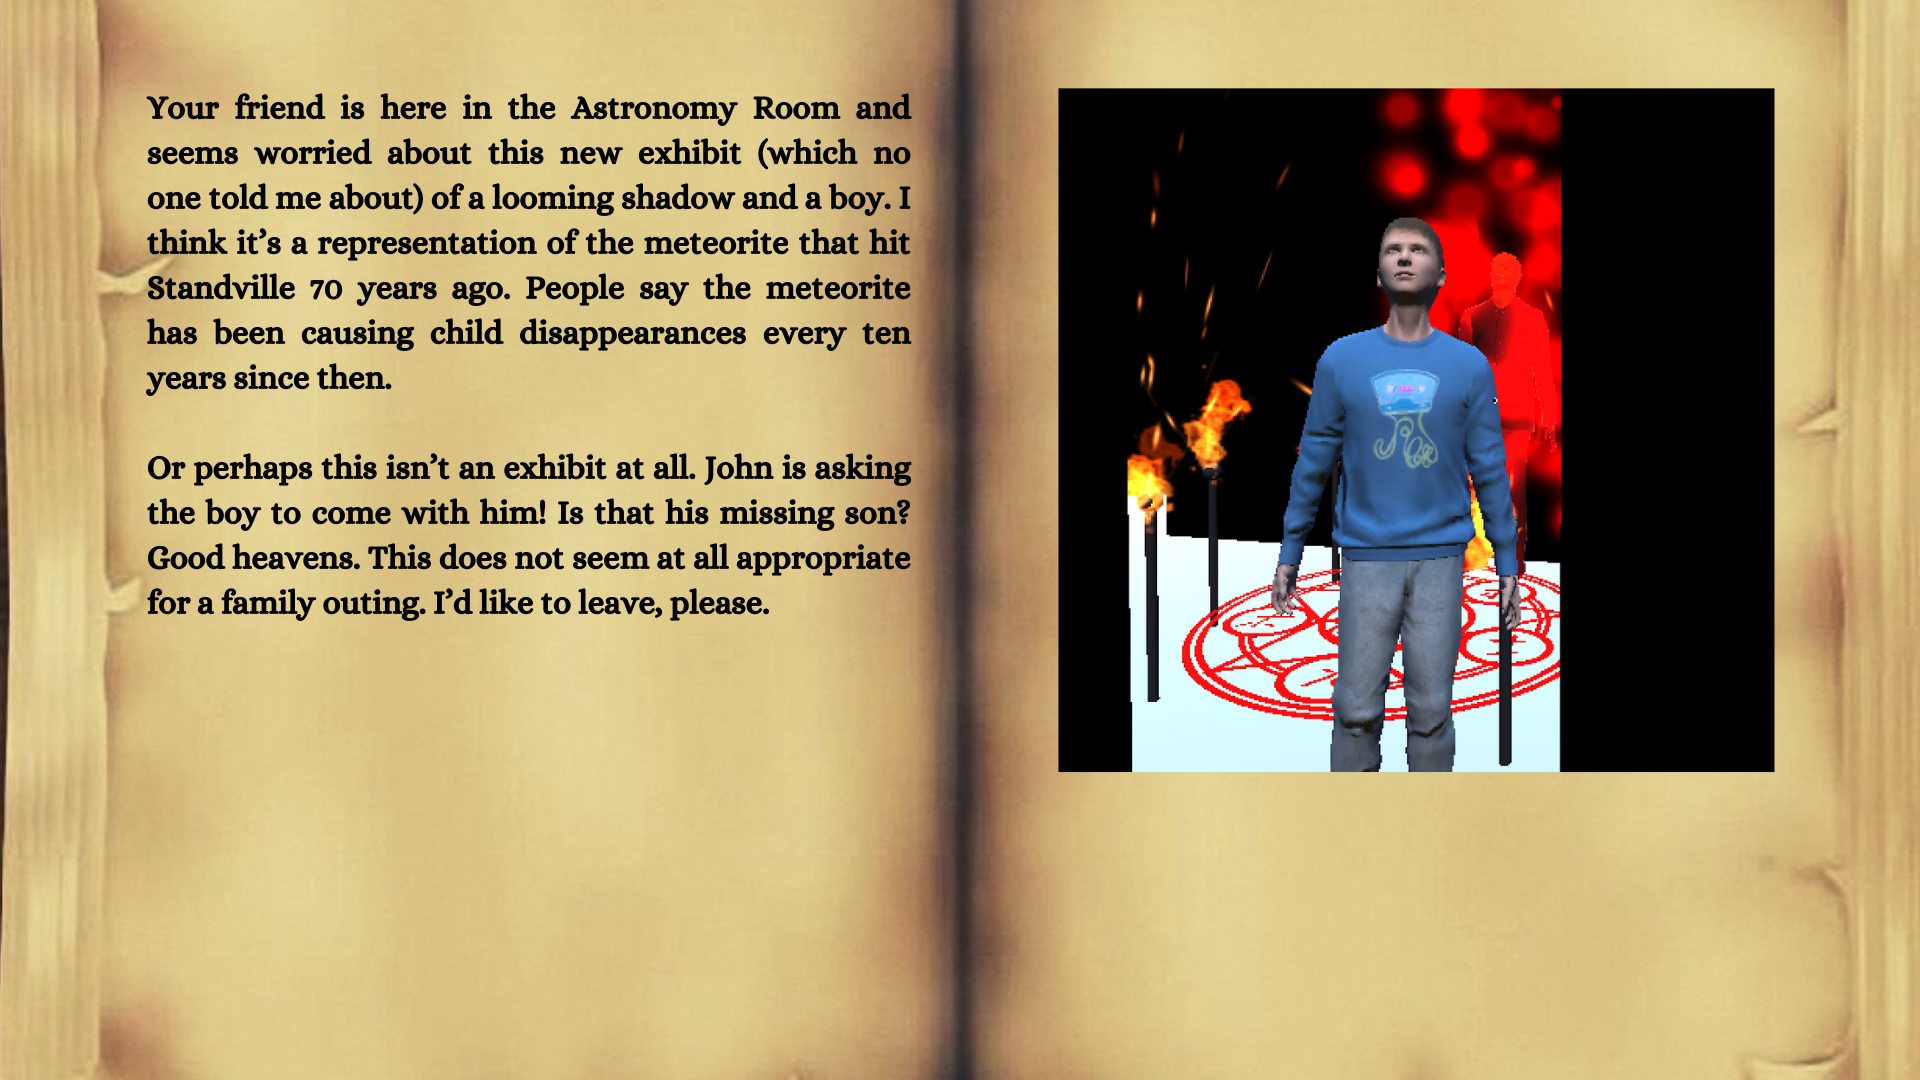 Your friend is here in the Astronomy Room and
seems worried about this new exhibit (which no
one told me about) of a looming shadow and a boy. I
think it’s a representation of the meteorite that hit
Standville 70 years ago. People say the meteorite
has been causing child disappearances every ten
years since then.
Or perhaps this isn’t an exhibit at all. John is asking
the boy to come with him! Is that his missing son?
Good heavens. This does not seem at all appropriate
for a family outing. I’d like to leave, please.